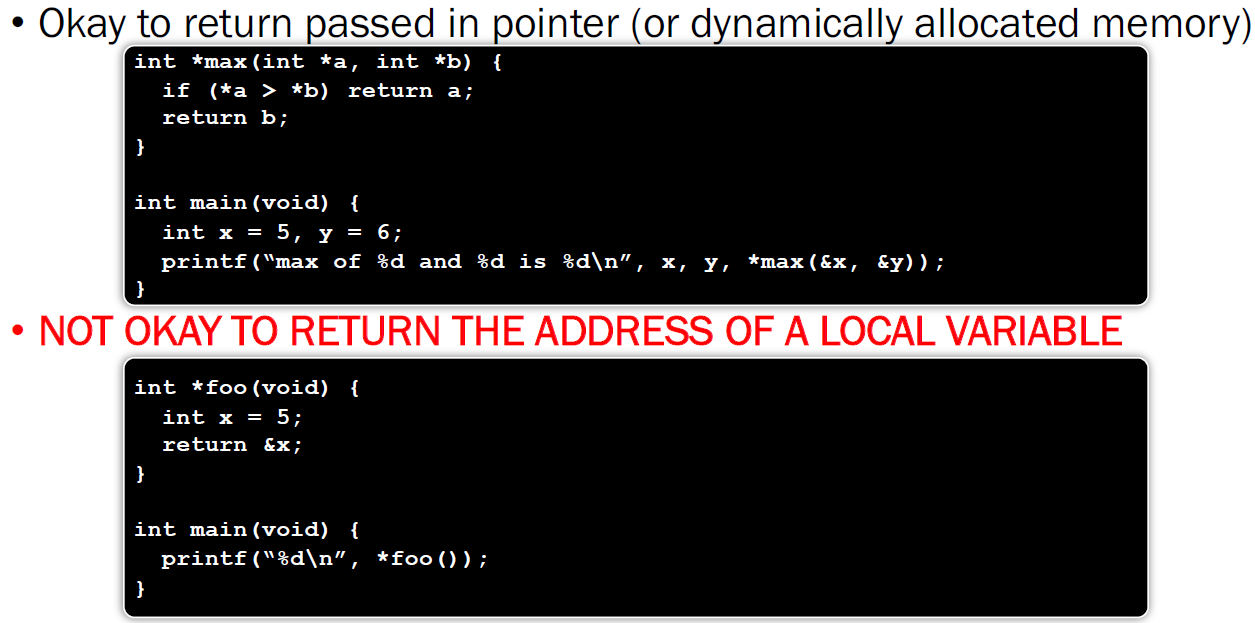 • Okay to return passed in pointer (or dynamically allocated memory)
int *max(int *a, int *b) {
  if (*a > *b) return a;
  return b;
}
int main(void) {
  int x = 5, y = 6;
  printf(“max of %d and %d is %d\n”, x, y, *max(&x, &y));
}
• NOT OKAY TO RETURN THE ADDRESS OF A LOCAL VARIABLE
int *foo(void) {
  int x = 5;
  return &x;
}
int main(void) {
  printf(“%d\n”, *foo());
}